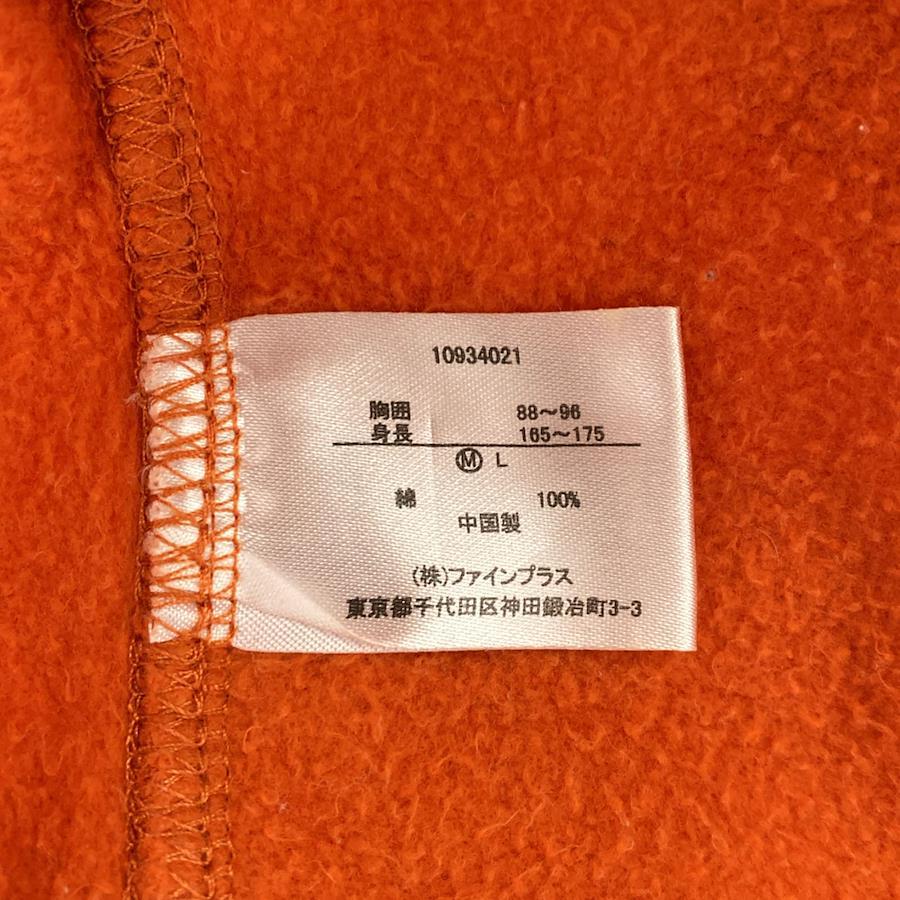 10934021
胸囲 88～96
身長 165～175
Ⓜ L
綿 100%
中国製
(株)ファインプラス
東京都千代田区神田鍛冶町3-3